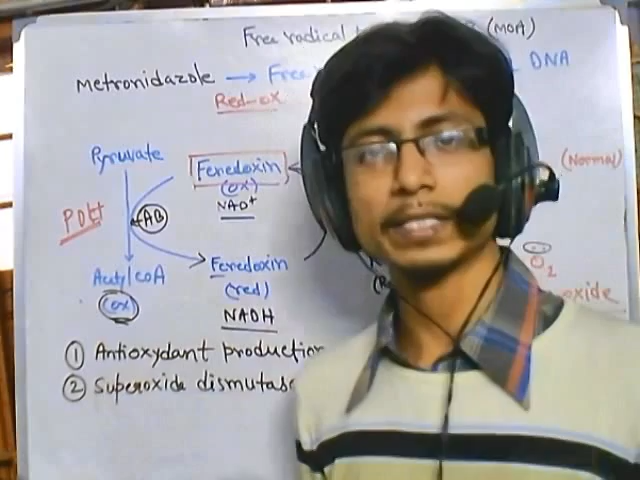 Free radical (MOA)
Metronidazole → Free DNA
Red-ox
Pyruvate
Feredoxin
(ox)
NAD+
(Normal)
PDH
AB
Acetyl coA
(ox)
Feredoxin
(red)
NADH
O2
oxide
① Antioxydant production
② Superoxide dismutase